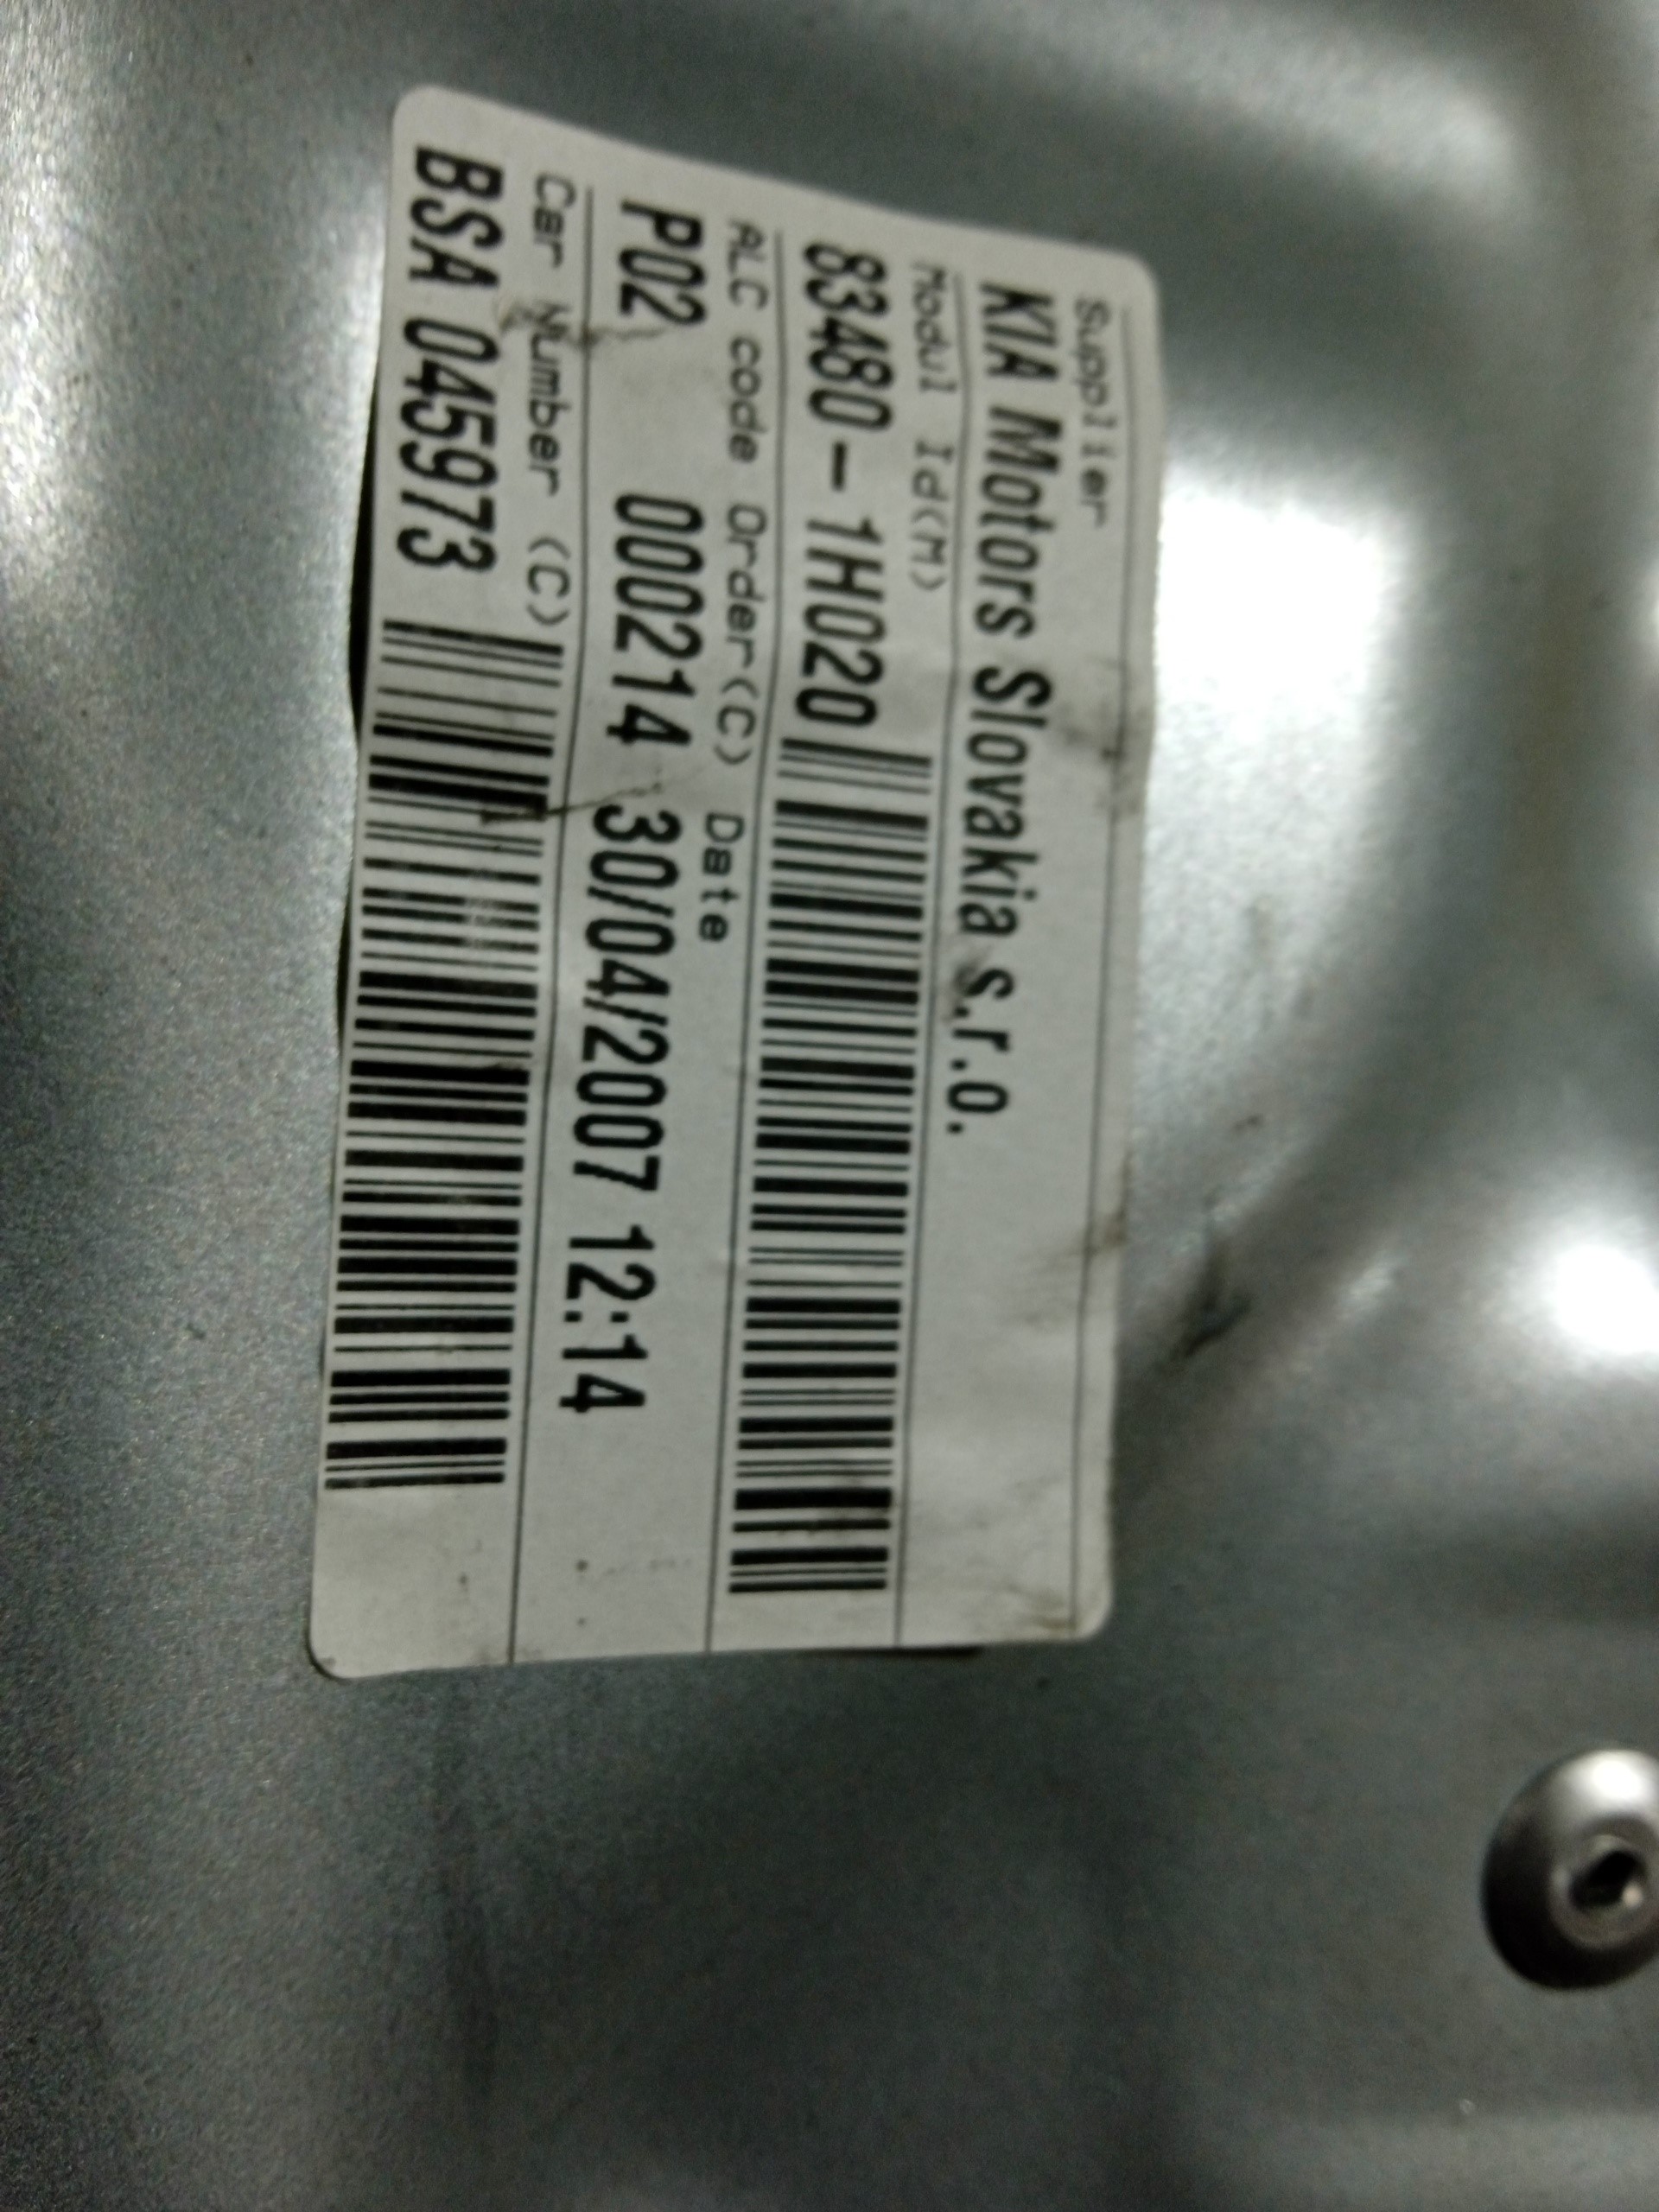 Supplier
KIA Motors Slovakia s.r.o.
Modul Id(M)
83480-1H020
ALC code Order(C) Date
P02 000214 30/04/2007 12:14
Car Number (C)
BSA 045973